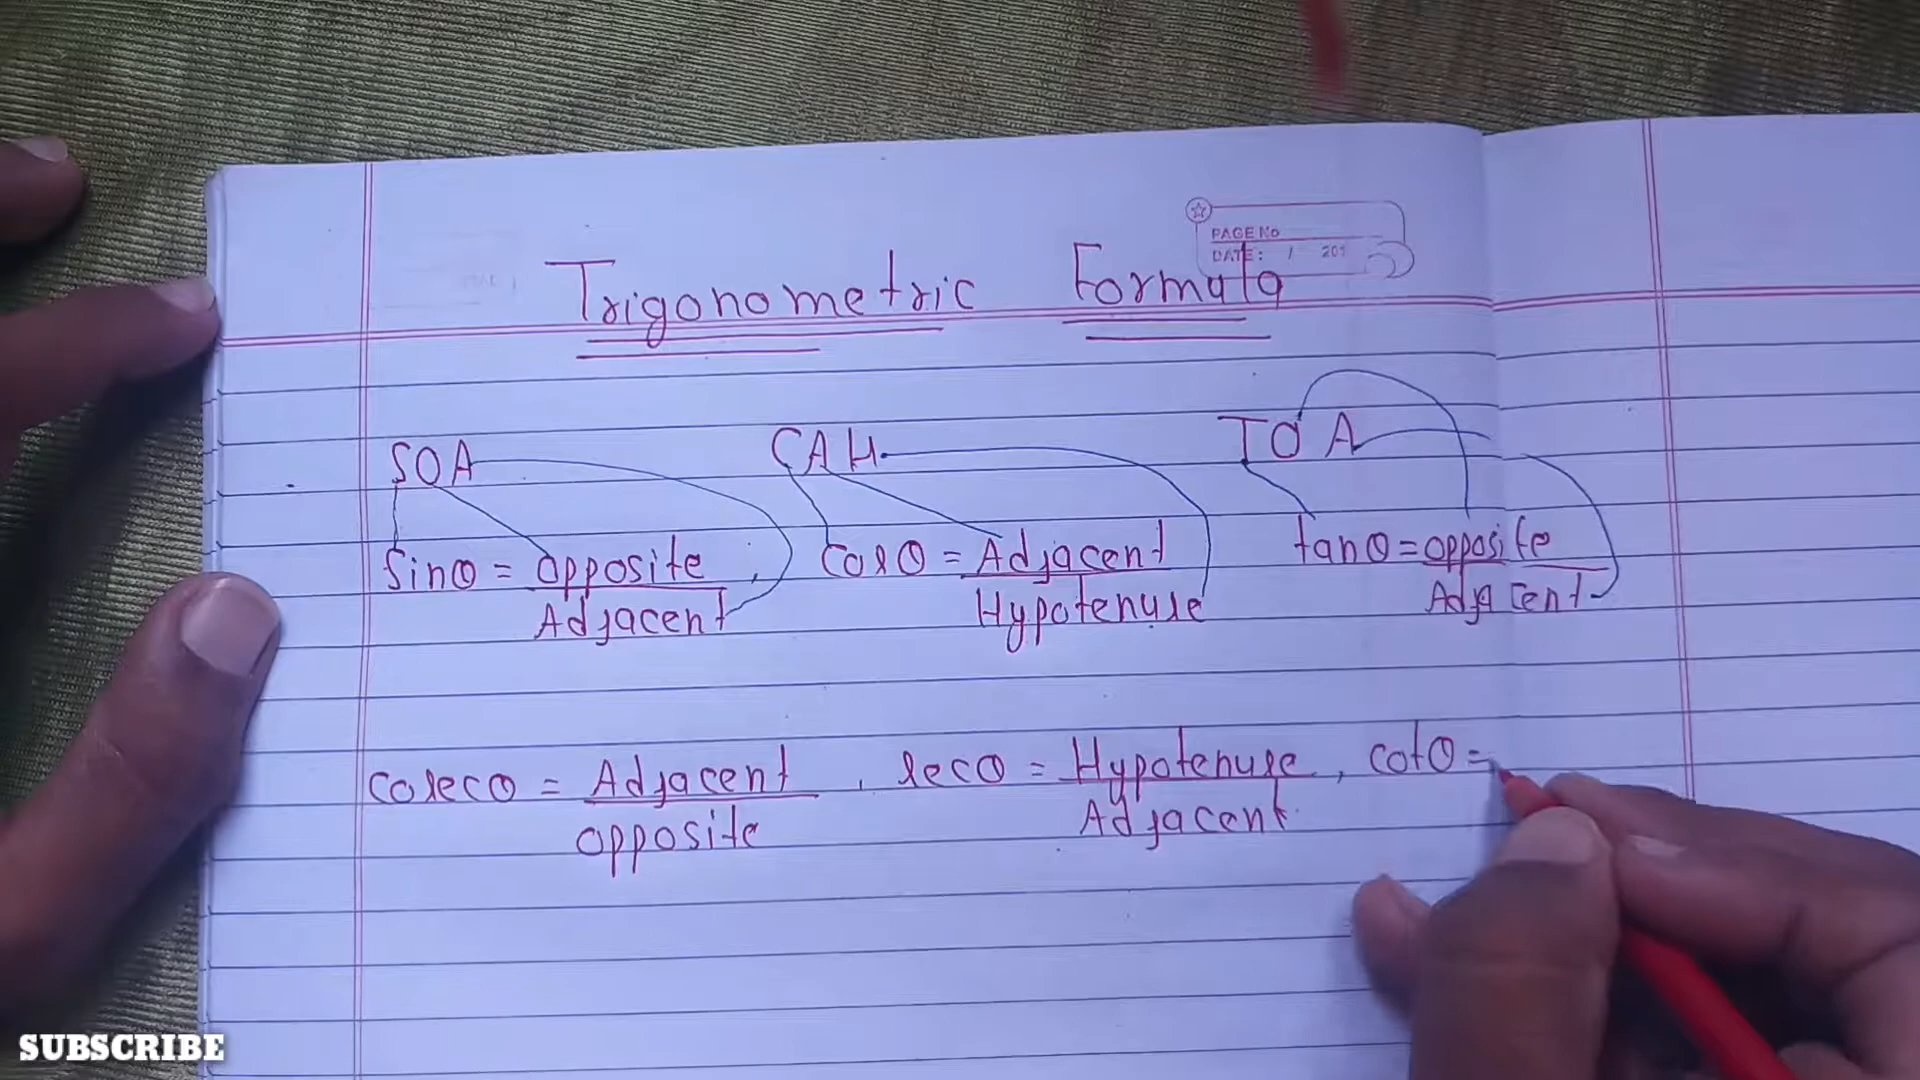 PAGE No
DATE: / 201
Trigonometric Formula
SOA CAH TOA
Sinθ = opposite , Cosθ = Adjacent tanθ = opposite
Adjacent Hypotenuse Adjacent
cosecθ = Adjacent , secθ = Hypotenuse , cotθ =
opposite Adjacent
SUBSCRIBE